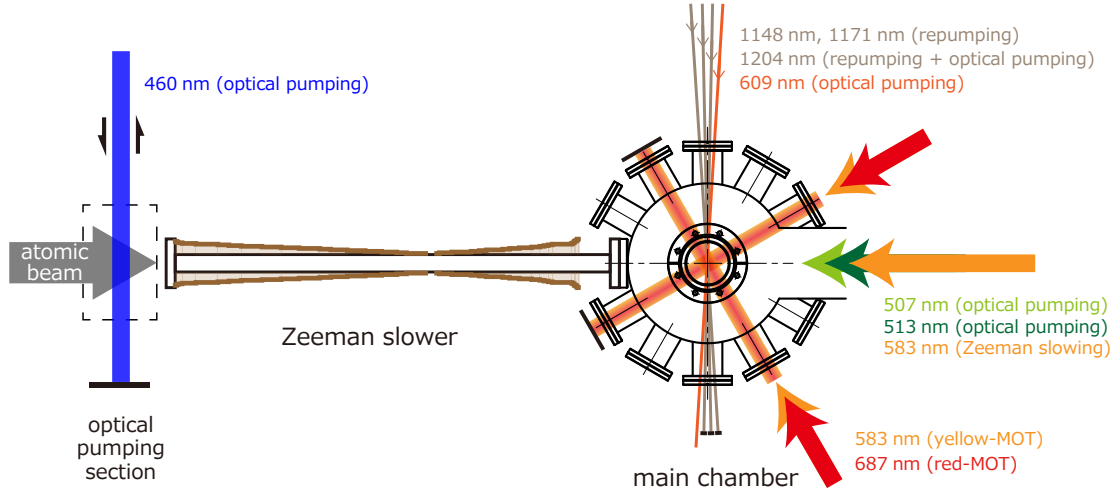 1148 nm, 1171 nm (repumping)
1204 nm (repumping + optical pumping)
609 nm (optical pumping)
460 nm (optical pumping)
atomic
beam
Zeeman slower
507 nm (optical pumping)
513 nm (optical pumping)
583 nm (Zeeman slowing)
optical
pumping
section
main chamber
583 nm (yellow-MOT)
687 nm (red-MOT)